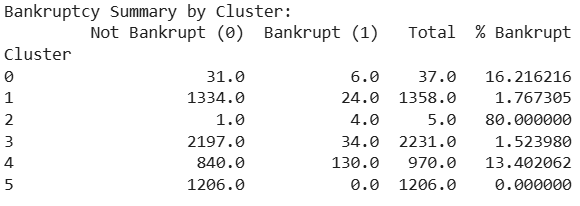 Bankruptcy Summary by Cluster:
Not Bankrupt (0) Bankrupt (1) Total % Bankrupt
Cluster
0 31.0 6.0 37.0 16.216216
1 1334.0 24.0 1358.0 1.767305
2 1.0 4.0 5.0 80.000000
3 2197.0 34.0 2231.0 1.523980
4 840.0 130.0 970.0 13.402062
5 1206.0 0.0 1206.0 0.000000